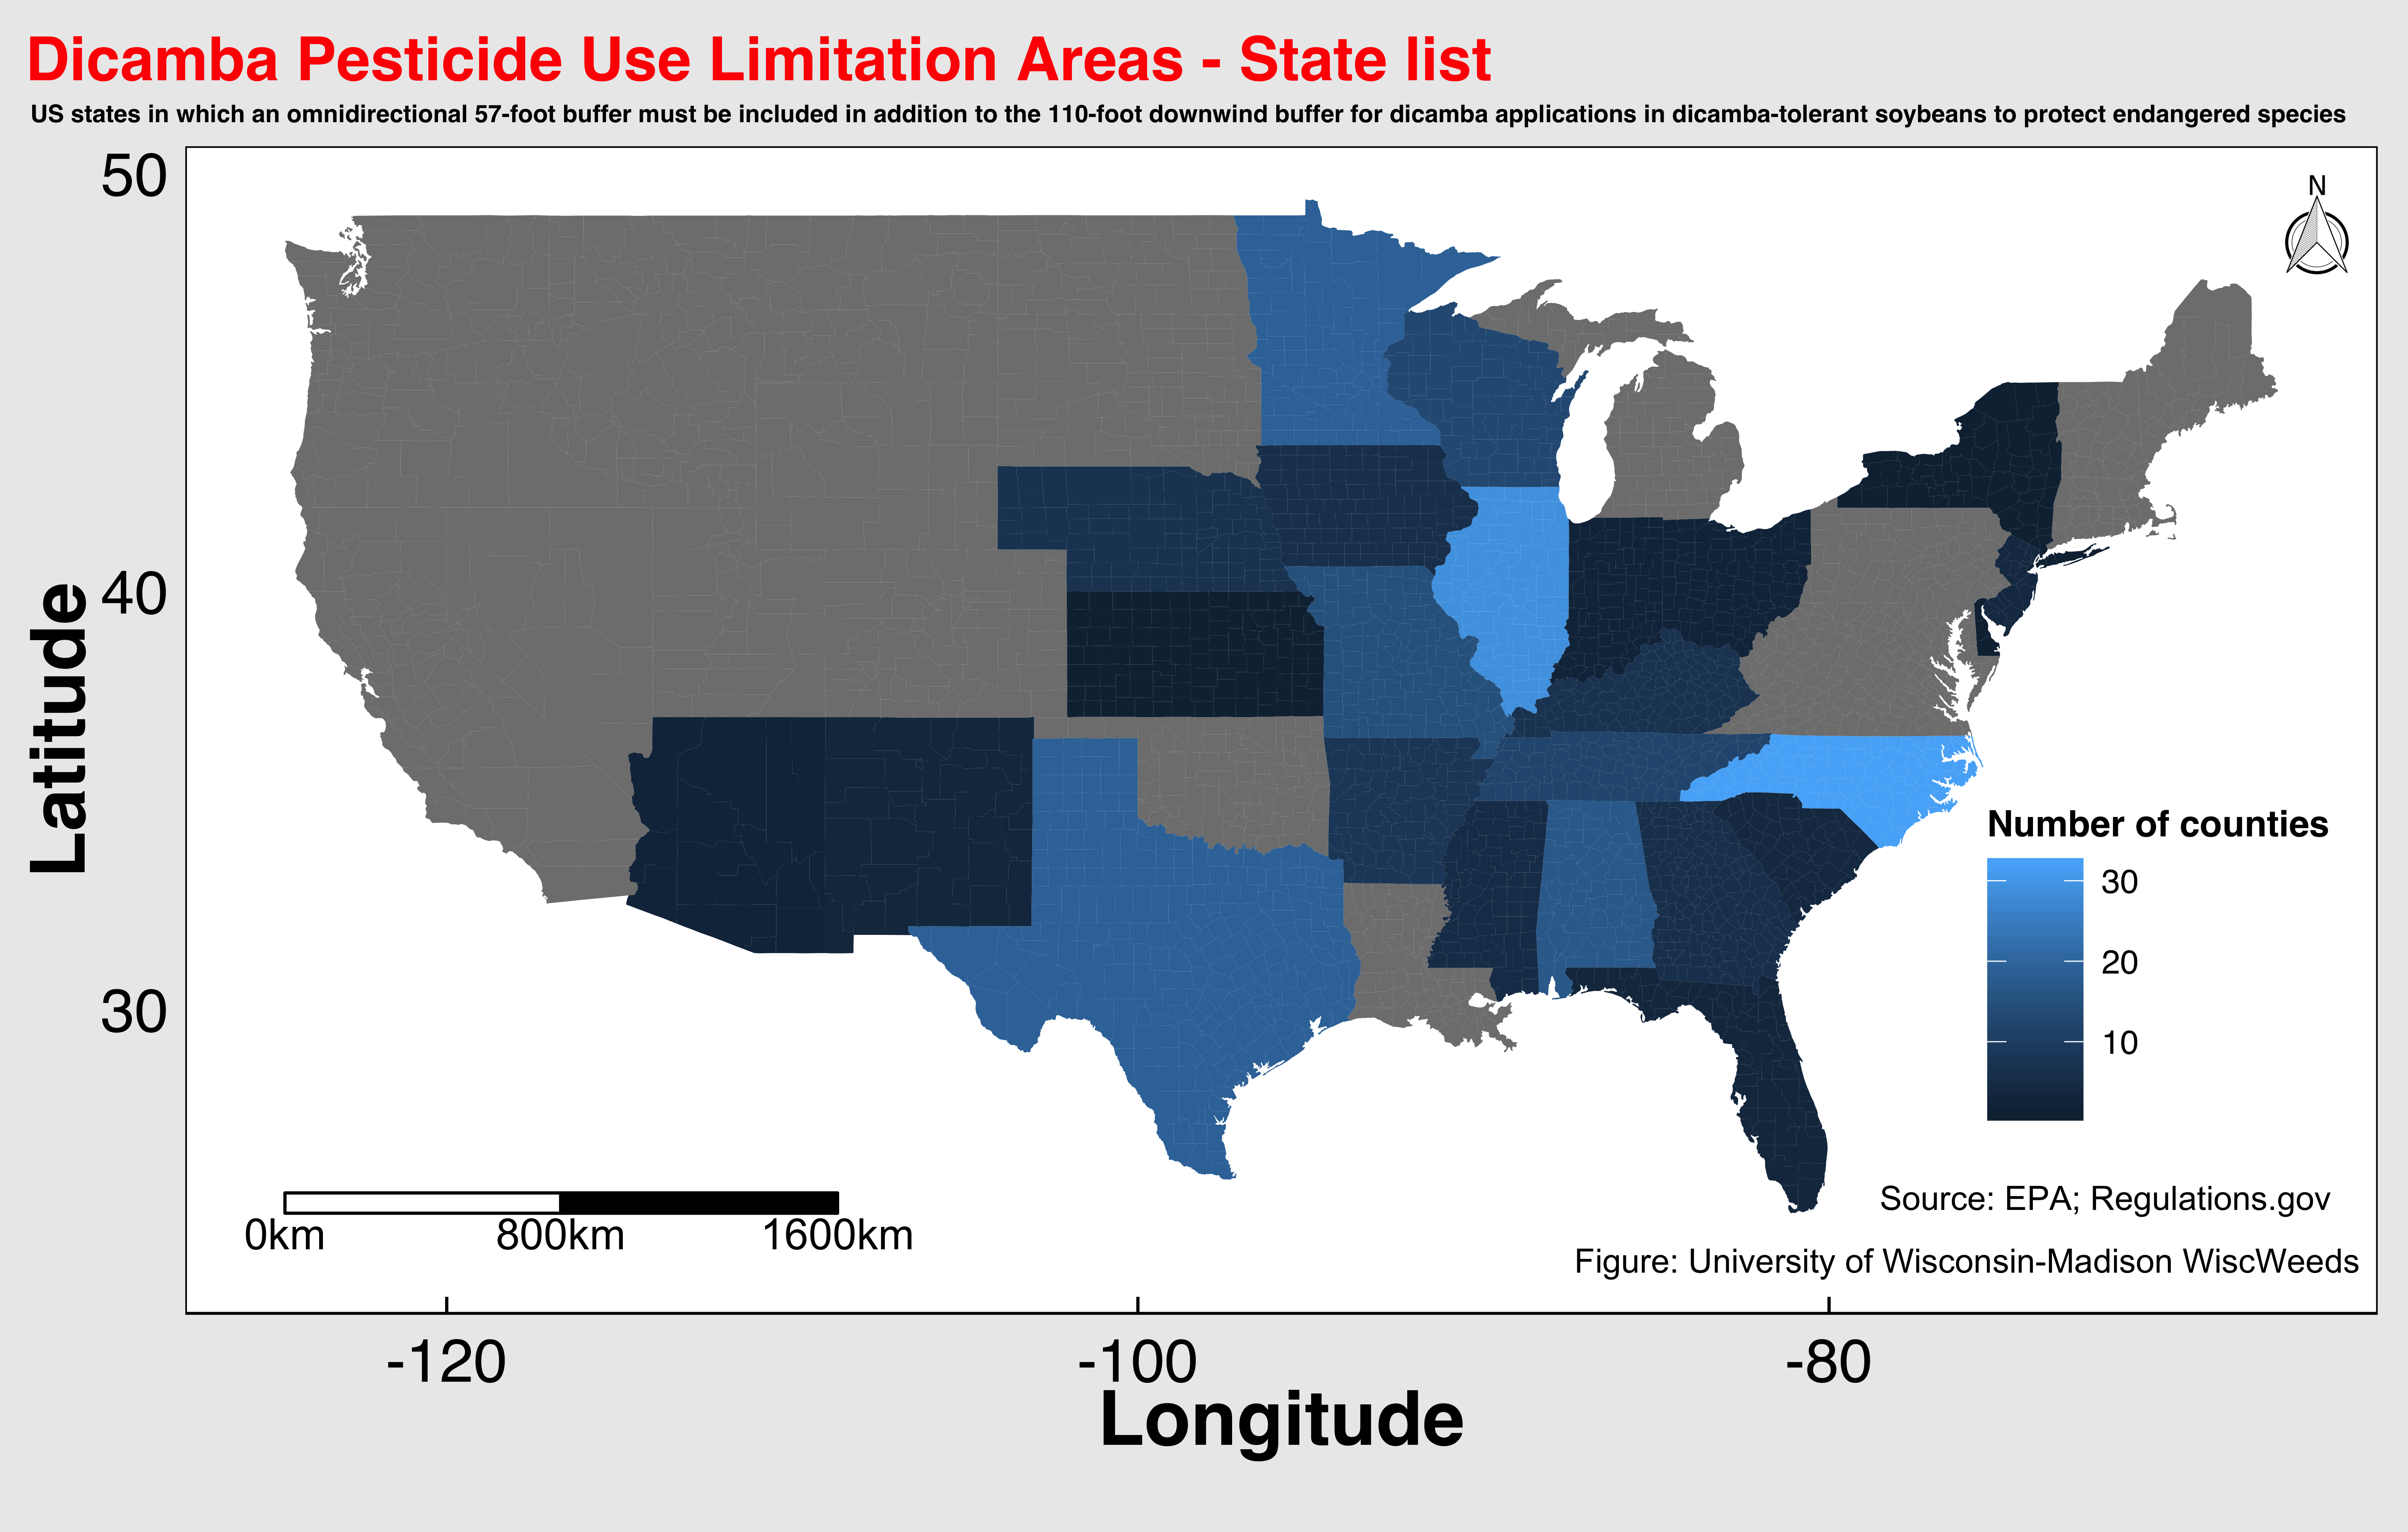 Dicamba Pesticide Use Limitation Areas - State list
US states in which an omnidirectional 57-foot buffer must be included in addition to the 110-foot downwind buffer for dicamba applications in dicamba-tolerant soybeans to protect endangered species
50
N
40
Latitude
Number of counties
30
20
10
30
Source: EPA; Regulations.gov
0km 800km 1600km
Figure: University of Wisconsin-Madison WiscWeeds
-120 -100 -80
Longitude